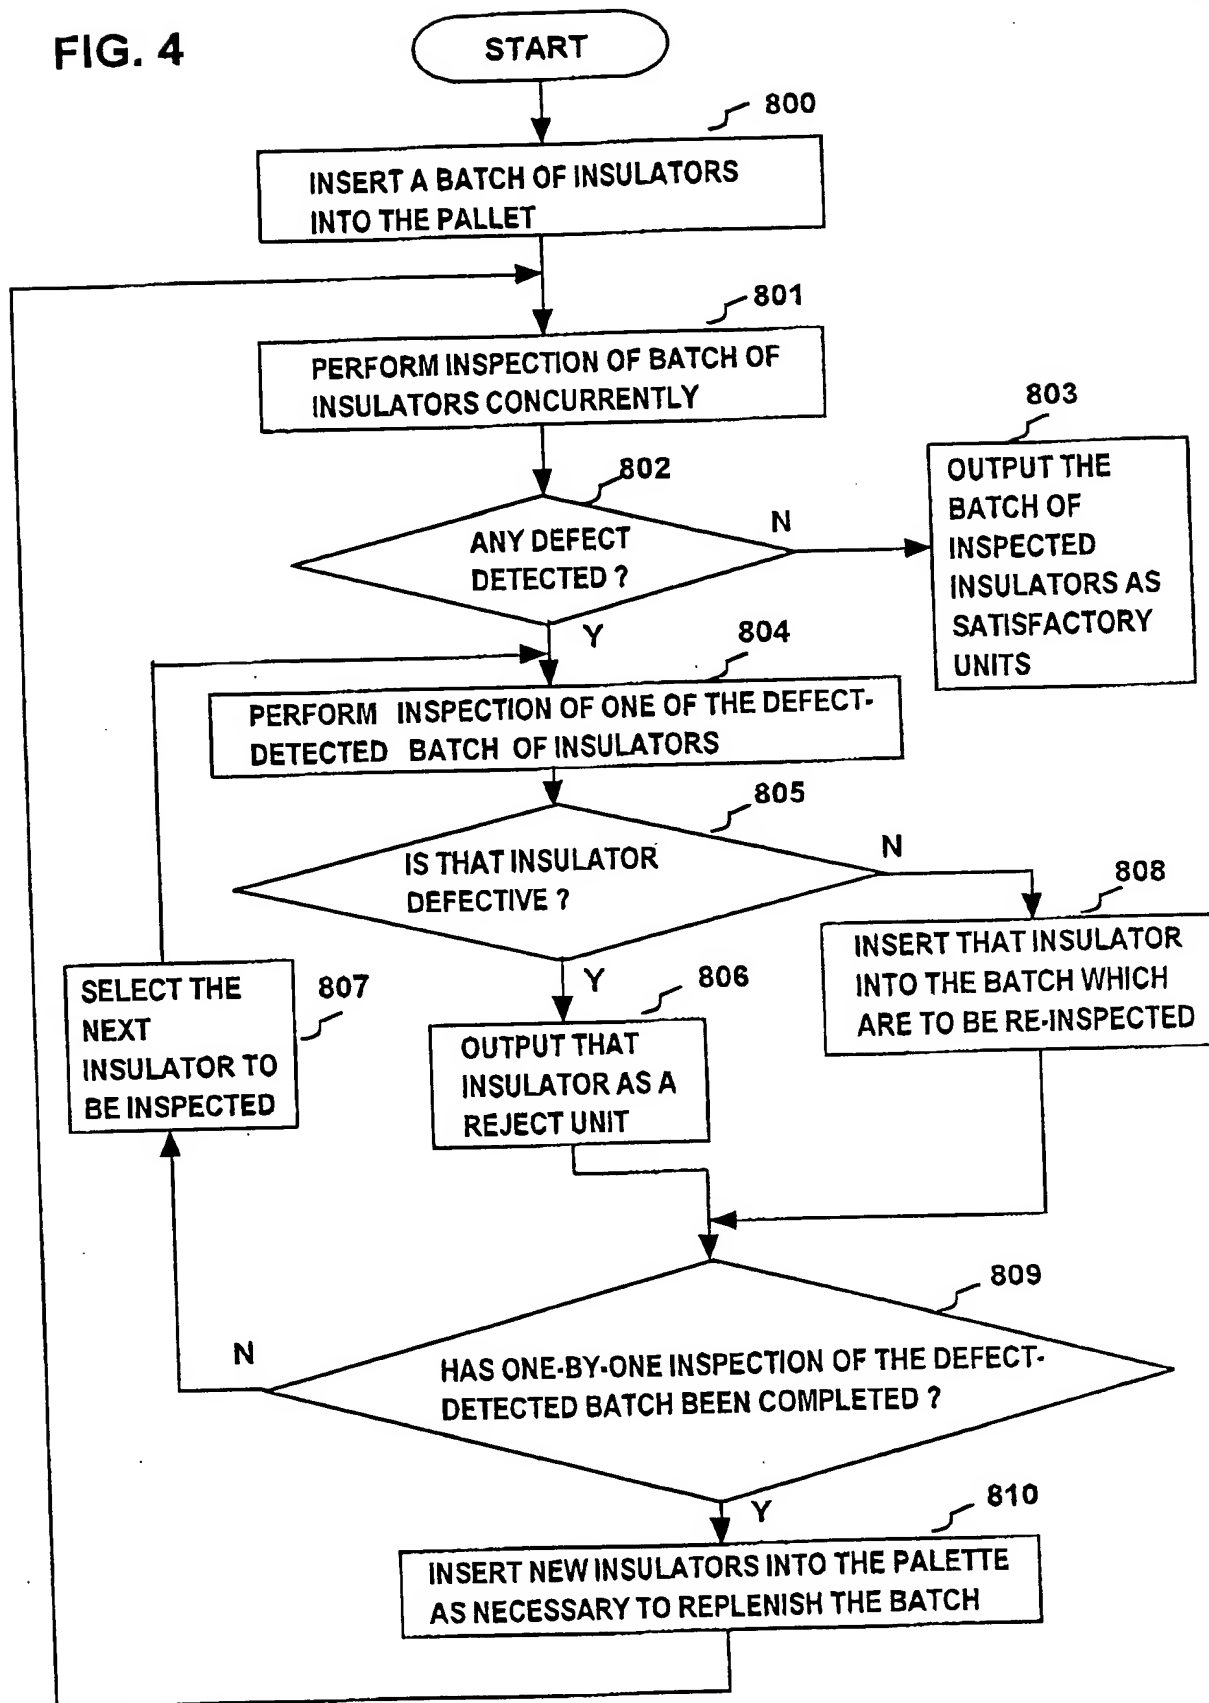 FIG. 4
START
800
INSERT A BATCH OF INSULATORS
INTO THE PALLET
801
PERFORM INSPECTION OF BATCH OF
INSULATORS CONCURRENTLY
802
ANY DEFECT
DETECTED ?
N
803
OUTPUT THE
BATCH OF
INSPECTED
INSULATORS AS
SATISFACTORY
UNITS
Y
804
PERFORM INSPECTION OF ONE OF THE DEFECT-
DETECTED BATCH OF INSULATORS
805
IS THAT INSULATOR
DEFECTIVE ?
N
808
INSERT THAT INSULATOR
INTO THE BATCH WHICH
ARE TO BE RE-INSPECTED
Y
806
OUTPUT THAT
INSULATOR AS A
REJECT UNIT
807
SELECT THE
NEXT
INSULATOR TO
BE INSPECTED
809
HAS ONE-BY-ONE INSPECTION OF THE DEFECT-
DETECTED BATCH BEEN COMPLETED ?
N
Y
810
INSERT NEW INSULATORS INTO THE PALETTE
AS NECESSARY TO REPLENISH THE BATCH